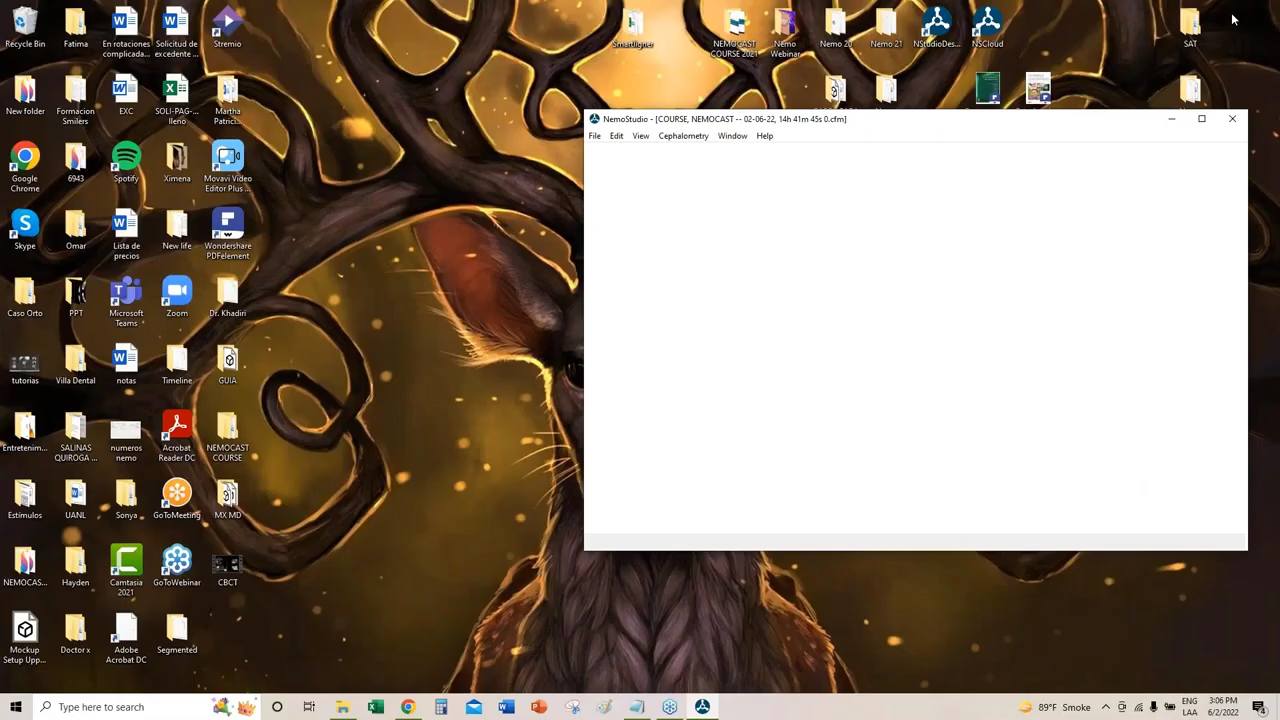 Recycle Bin
Fatima
En rotaciones complicada...
Solicitud de excedente ...
Stremio
Smartligner
NEMOCAST COURSE 2021
Nemo Webinar
Nemo 20
Nemo 21
NStudioDes...
NSCloud
SAT
New folder
Formacion Smilers
EXC
SOLI-PAG-... lleno
Martha Patrici...
NemoStudio - [COURSE, NEMOCAST -- 02-06-22, 14h 41m 45s 0.cfm]
File Edit View Cephalometry Window Help
Google Chrome
6943
Spotify
Ximena
Movavi Video Editor Plus ...
Skype
Omar
Lista de precios
New life
Wondershare PDFelement
Caso Orto
PPT
Microsoft Teams
Zoom
Dr. Khadiri
tutorias
Villa Dental
notas
Timeline
GUIA
Entretenim...
SALINAS QUIROGA ...
numeros nemo
Acrobat Reader DC
NEMOCAST COURSE
Estímulos
UANL
Sonya
GoToMeeting
MX MD
NEMOCAS...
Hayden
Camtasia 2021
GoToWebinar
CBCT
Mockup Setup Upp...
Doctor x
Adobe Acrobat DC
Segmented
Type here to search
89°F Smoke
ENG
LAA
3:06 PM
6/2/2022
4